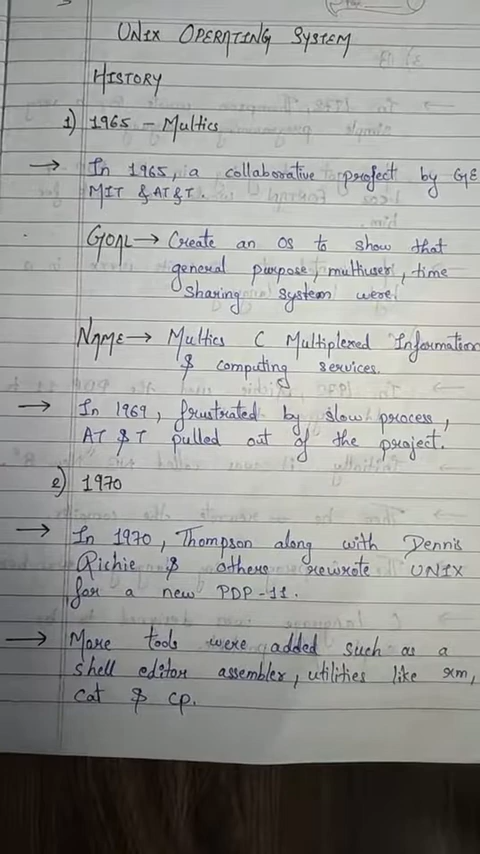 UNIX OPERATING SYSTEM
HISTORY
1) 1965 - Multics
→ In 1965, a collaborative project by GE
MIT & AT&T.
GOAL → Create an OS to show that
general purpose, multiuser, time
sharing system were
NAME → Multics C Multiplexed Information
& computing services.
→ In 1969, frustrated by slow process,
AT & T pulled out of the project.
2) 1970
→ In 1970, Thompson along with Dennis
Richie & others rewrote UNIX
for a new PDP-11.
→ More tools were added such as a
shell editor assembler, utilities like rm,
cat & cp.